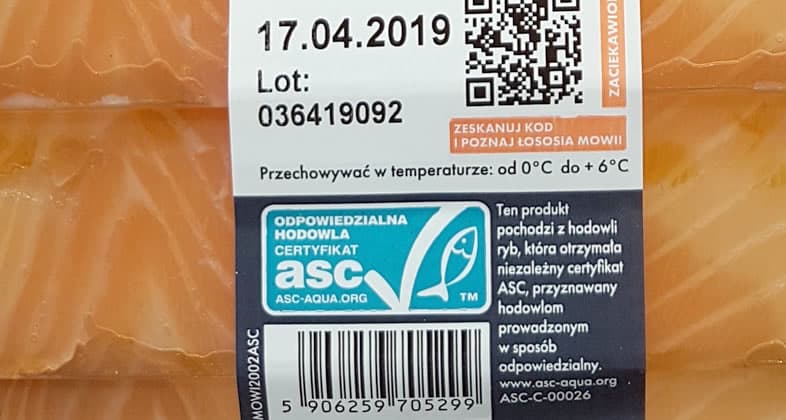 17.04.2019
Lot:
036419092
ZACIEKAWIO
ZESKANUJ KOD
I POZNAJ ŁOSOSIA MOWI!
Przechowywać w temperaturze: od 0°C do + 6°C
ODPOWIEDZIALNA
HODOWLA
CERTYFIKAT
asc
ASC-AQUA.ORG
TM
Ten produkt
pochodzi z hodowli
ryb, która otrzymała
niezależny certyfikat
ASC, przyznawany
hodowlom
prowadzonym
w sposób
odpowiedzialny.
www.asc-aqua.org
ASC-C-00026
MOWI2002ASC
5 906259 705299